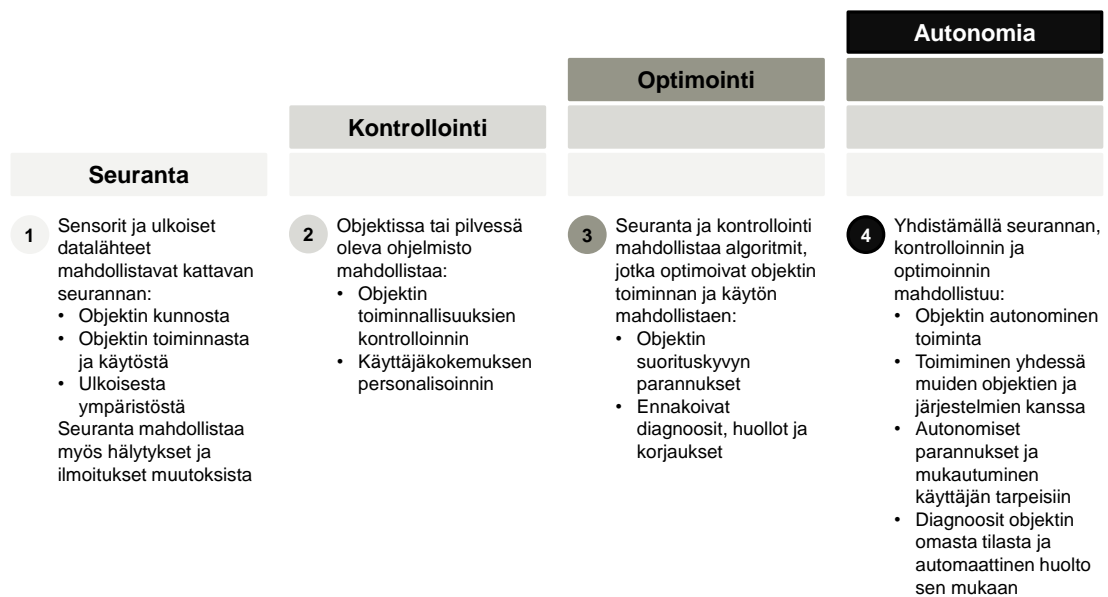 Autonomia
Optimointi
Kontrollointi
Seuranta
1
Sensorit ja ulkoiset
datalähteet
mahdollistavat kattavan
seurannan:
• Objektin kunnosta
• Objektin toiminnasta
ja käytöstä
• Ulkoisesta
ympäristöstä
Seuranta mahdollistaa
myös hälytykset ja
ilmoitukset muutoksista
2
Objektissa tai pilvessä
oleva ohjelmisto
mahdollistaa:
• Objektin
toiminnallisuuksien
kontrolloinnin
• Käyttäjäkokemuksen
personalisoinnin
3
Seuranta ja kontrollointi
mahdollistaa algoritmit,
jotka optimoivat objektin
toiminnan ja käytön
mahdollistaen:
• Objektin
suorituskyvyn
parannukset
• Ennakoivat
diagnoosit, huollot ja
korjaukset
4
Yhdistämällä seurannan,
kontrolloinnin ja
optimoinnin
mahdollistuu:
• Objektin autonominen
toiminta
• Toimiminen yhdessä
muiden objektien ja
järjestelmien kanssa
• Autonomiset
parannukset ja
mukautuminen
käyttäjän tarpeisiin
• Diagnoosit objektin
omasta tilasta ja
automaattinen huolto
sen mukaan